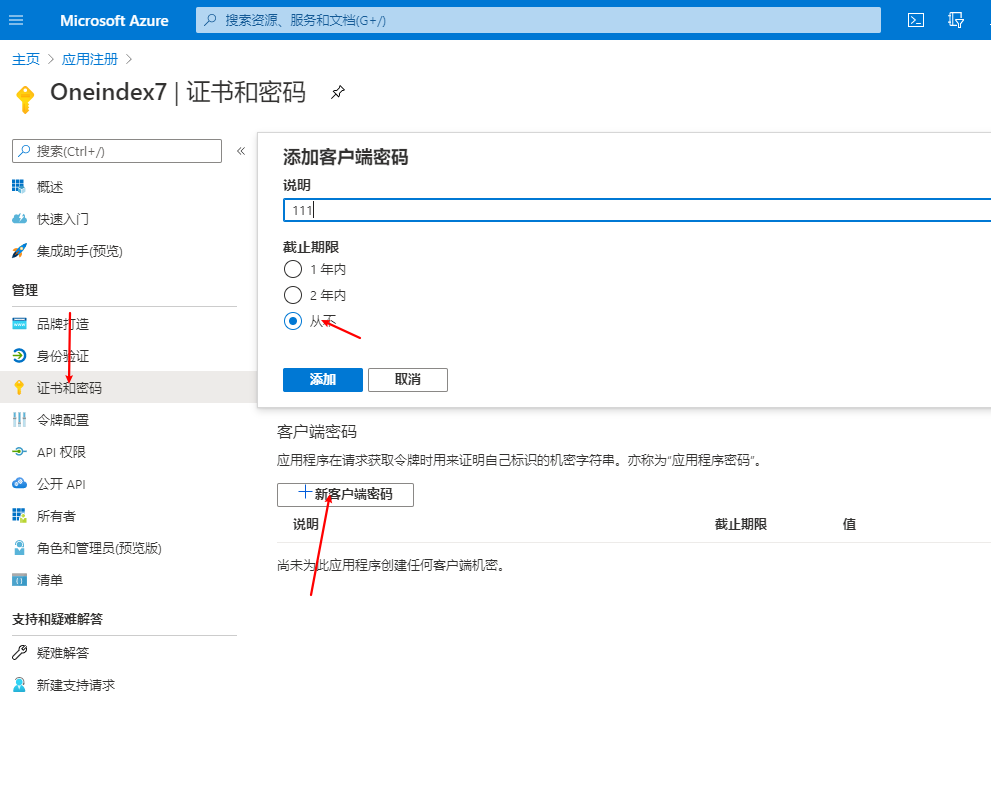 Microsoft Azure
搜索资源、服务和文档(G+/)
主页 > 应用注册 >
Oneindex7 | 证书和密码
搜索(Ctrl+/)
«
概述
快速入门
集成助手(预览)
管理
品牌打造
身份验证
证书和密码
令牌配置
API 权限
公开 API
所有者
角色和管理员(预览版)
清单
支持和疑难解答
疑难解答
新建支持请求
添加客户端密码
说明
111
截止期限
1 年内
2 年内
从不
添加 取消
客户端密码
应用程序在请求获取令牌时用来证明自己标识的机密字符串。亦称为“应用程序密码”。
新客户端密码
说明 截止期限 值
尚未为此应用程序创建任何客户端机密。